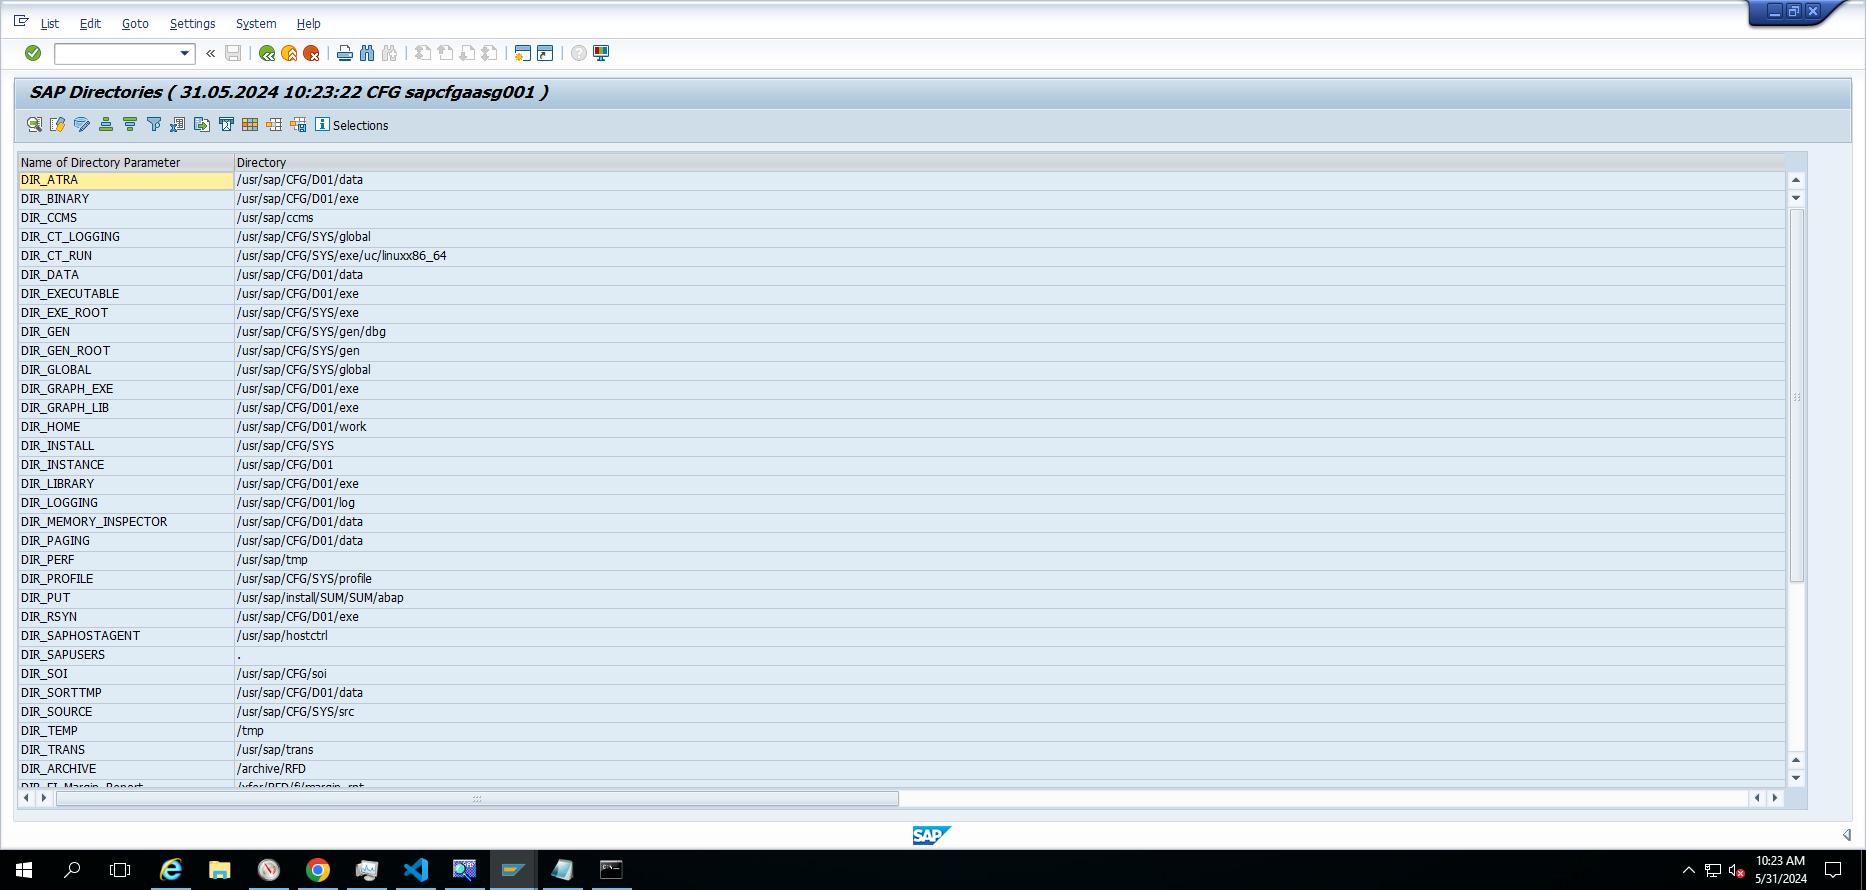 List Edit Goto Settings System Help
SAP Directories ( 31.05.2024 10:23:22 CFG sapcfgaasg001 )
Selections
Name of Directory Parameter Directory
DIR_ATRA /usr/sap/CFG/D01/data
DIR_BINARY /usr/sap/CFG/D01/exe
DIR_CCMS /usr/sap/ccms
DIR_CT_LOGGING /usr/sap/CFG/SYS/global
DIR_CT_RUN /usr/sap/CFG/SYS/exe/uc/linuxx86_64
DIR_DATA /usr/sap/CFG/D01/data
DIR_EXECUTABLE /usr/sap/CFG/D01/exe
DIR_EXE_ROOT /usr/sap/CFG/SYS/exe
DIR_GEN /usr/sap/CFG/SYS/gen/dbg
DIR_GEN_ROOT /usr/sap/CFG/SYS/gen
DIR_GLOBAL /usr/sap/CFG/SYS/global
DIR_GRAPH_EXE /usr/sap/CFG/D01/exe
DIR_GRAPH_LIB /usr/sap/CFG/D01/exe
DIR_HOME /usr/sap/CFG/D01/work
DIR_INSTALL /usr/sap/CFG/SYS
DIR_INSTANCE /usr/sap/CFG/D01
DIR_LIBRARY /usr/sap/CFG/D01/exe
DIR_LOGGING /usr/sap/CFG/D01/log
DIR_MEMORY_INSPECTOR /usr/sap/CFG/D01/data
DIR_PAGING /usr/sap/CFG/D01/data
DIR_PERF /usr/sap/tmp
DIR_PROFILE /usr/sap/CFG/SYS/profile
DIR_PUT /usr/sap/install/SUM/SUM/abap
DIR_RSYN /usr/sap/CFG/D01/exe
DIR_SAPHOSTAGENT /usr/sap/hostctrl
DIR_SAPUSERS .
DIR_SOI /usr/sap/CFG/soi
DIR_SORTTMP /usr/sap/CFG/D01/data
DIR_SOURCE /usr/sap/CFG/SYS/src
DIR_TEMP /tmp
DIR_TRANS /usr/sap/trans
DIR_ARCHIVE /archive/RFD
DIR_FI_Margin_Report /xfer/RFD/fi/margin_rpt
SAP
10:23 AM
5/31/2024